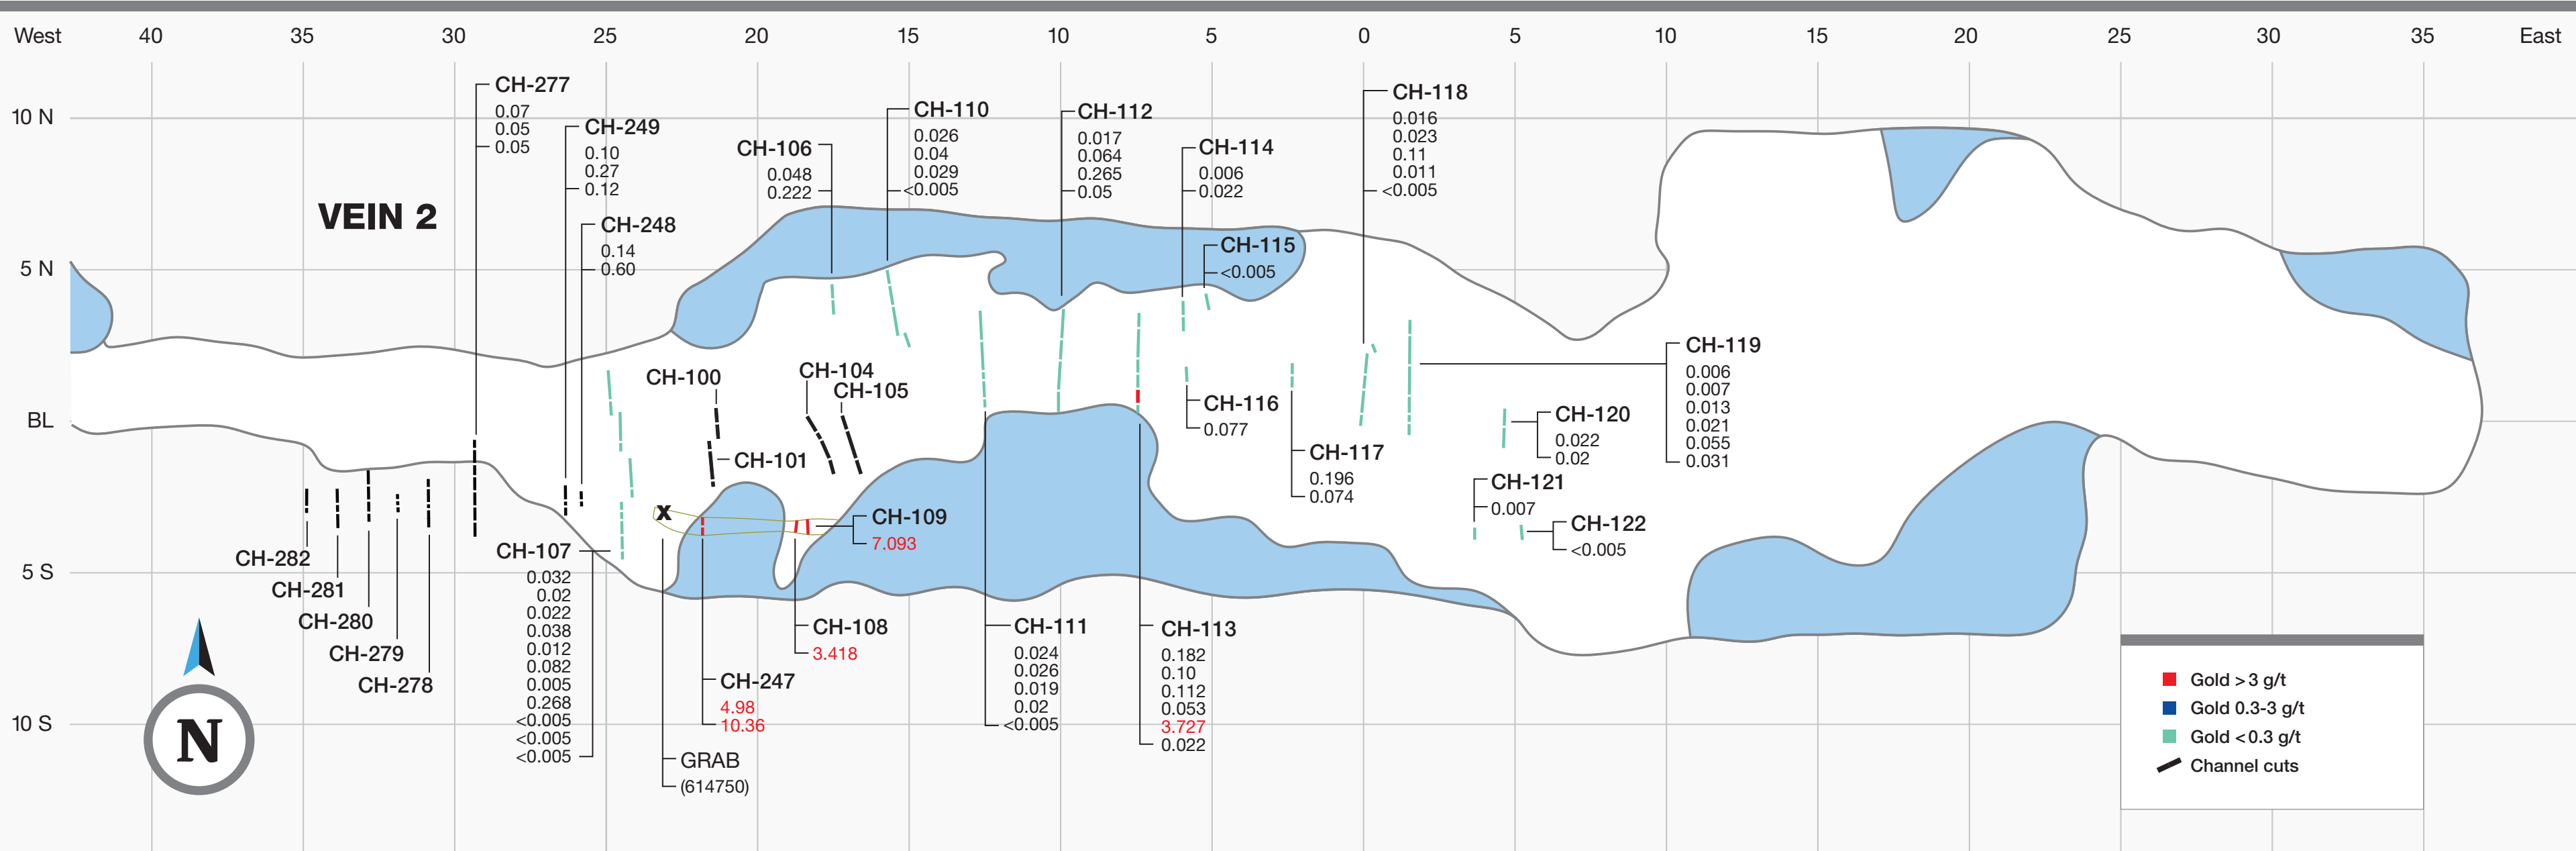 West 40 35 30 25 20 15 10 5 0 5 10 15 20 25 30 35 East
10 N
5 N
BL
5 S
10 S
VEIN 2
CH-277
0.07
0.05
0.05
CH-249
0.10
0.27
0.12
CH-248
0.14
0.60
CH-106
0.048
0.222
CH-110
0.026
0.04
0.029
<0.005
CH-112
0.017
0.064
0.265
0.05
CH-114
0.006
0.022
CH-115
<0.005
CH-118
0.016
0.023
0.11
0.011
<0.005
CH-100
CH-104
CH-105
CH-101
CH-116
0.077
CH-117
0.196
0.074
CH-119
0.006
0.007
0.013
0.021
0.055
0.031
CH-120
0.022
0.02
CH-121
0.007
CH-122
<0.005
X
CH-109
7.093
CH-282
CH-281
CH-280
CH-279
CH-278
CH-107
0.032
0.02
0.022
0.038
0.012
0.082
0.005
0.268
<0.005
<0.005
<0.005
CH-108
3.418
CH-247
4.98
10.36
GRAB
(614750)
CH-111
0.024
0.026
0.019
0.02
<0.005
CH-113
0.182
0.10
0.112
0.053
3.727
0.022
N
Gold > 3 g/t
Gold 0.3-3 g/t
Gold < 0.3 g/t
Channel cuts